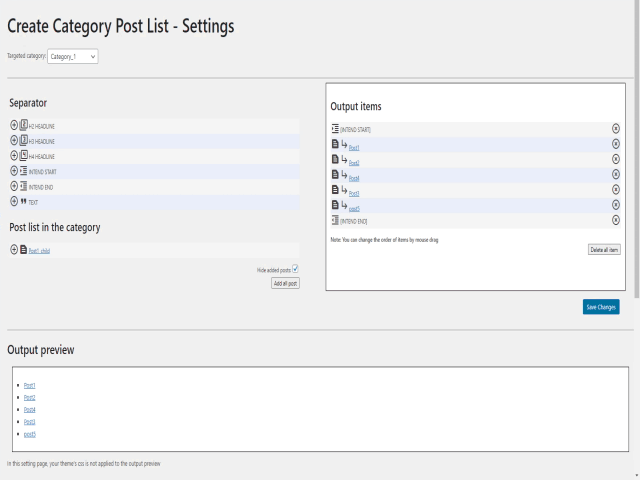 Create Category Post List - Settings
Targeted category: Category_1
Separator
H2 HEADLINE
H3 HEADLINE
H4 HEADLINE
INTEND START
INTEND END
TEXT
Post list in the category
Post1_child
Hide added posts
Add all post
Output items
[INTEND START]
Post1
Post2
Post4
Post3
post5
[INTEND END]
Note: You can change the order of items by mouse drag.
Delete all item
Save Changes
Output preview
Post1
Post2
Post4
Post3
post5
In this setting page, your theme's css is not applied to the output preview